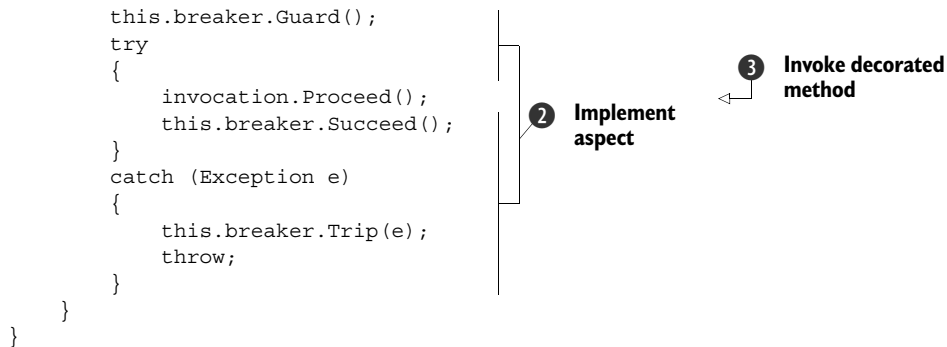 this.breaker.Guard();
try
{
invocation.Proceed();
this.breaker.Succeed();
}
catch (Exception e)
{
this.breaker.Trip(e);
throw;
}
}
}
2 Implement
aspect
3 Invoke decorated
method